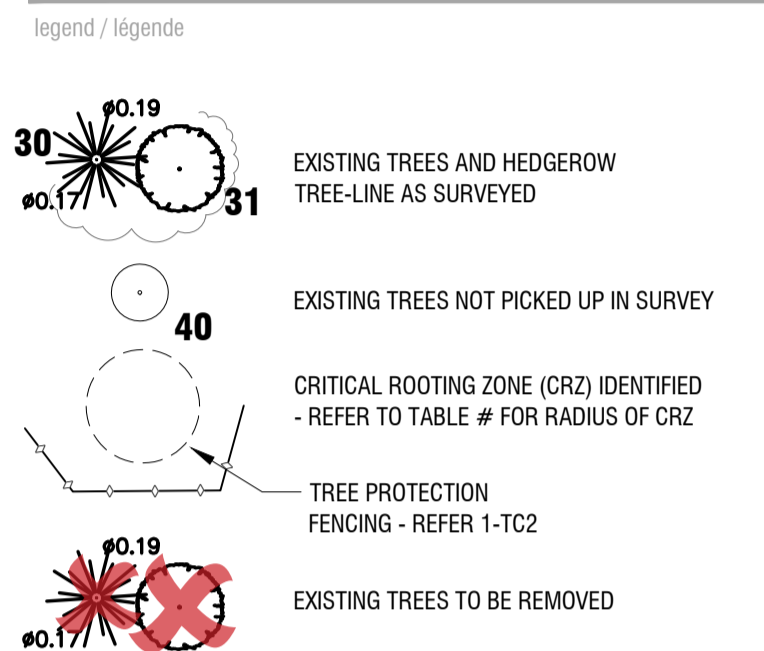 legend / légende
ø0.19
30
ø0.17
31
EXISTING TREES AND HEDGEROW
TREE-LINE AS SURVEYED
40
EXISTING TREES NOT PICKED UP IN SURVEY
CRITICAL ROOTING ZONE (CRZ) IDENTIFIED
- REFER TO TABLE # FOR RADIUS OF CRZ
TREE PROTECTION
FENCING - REFER 1-TC2
ø0.19
ø0.17
EXISTING TREES TO BE REMOVED